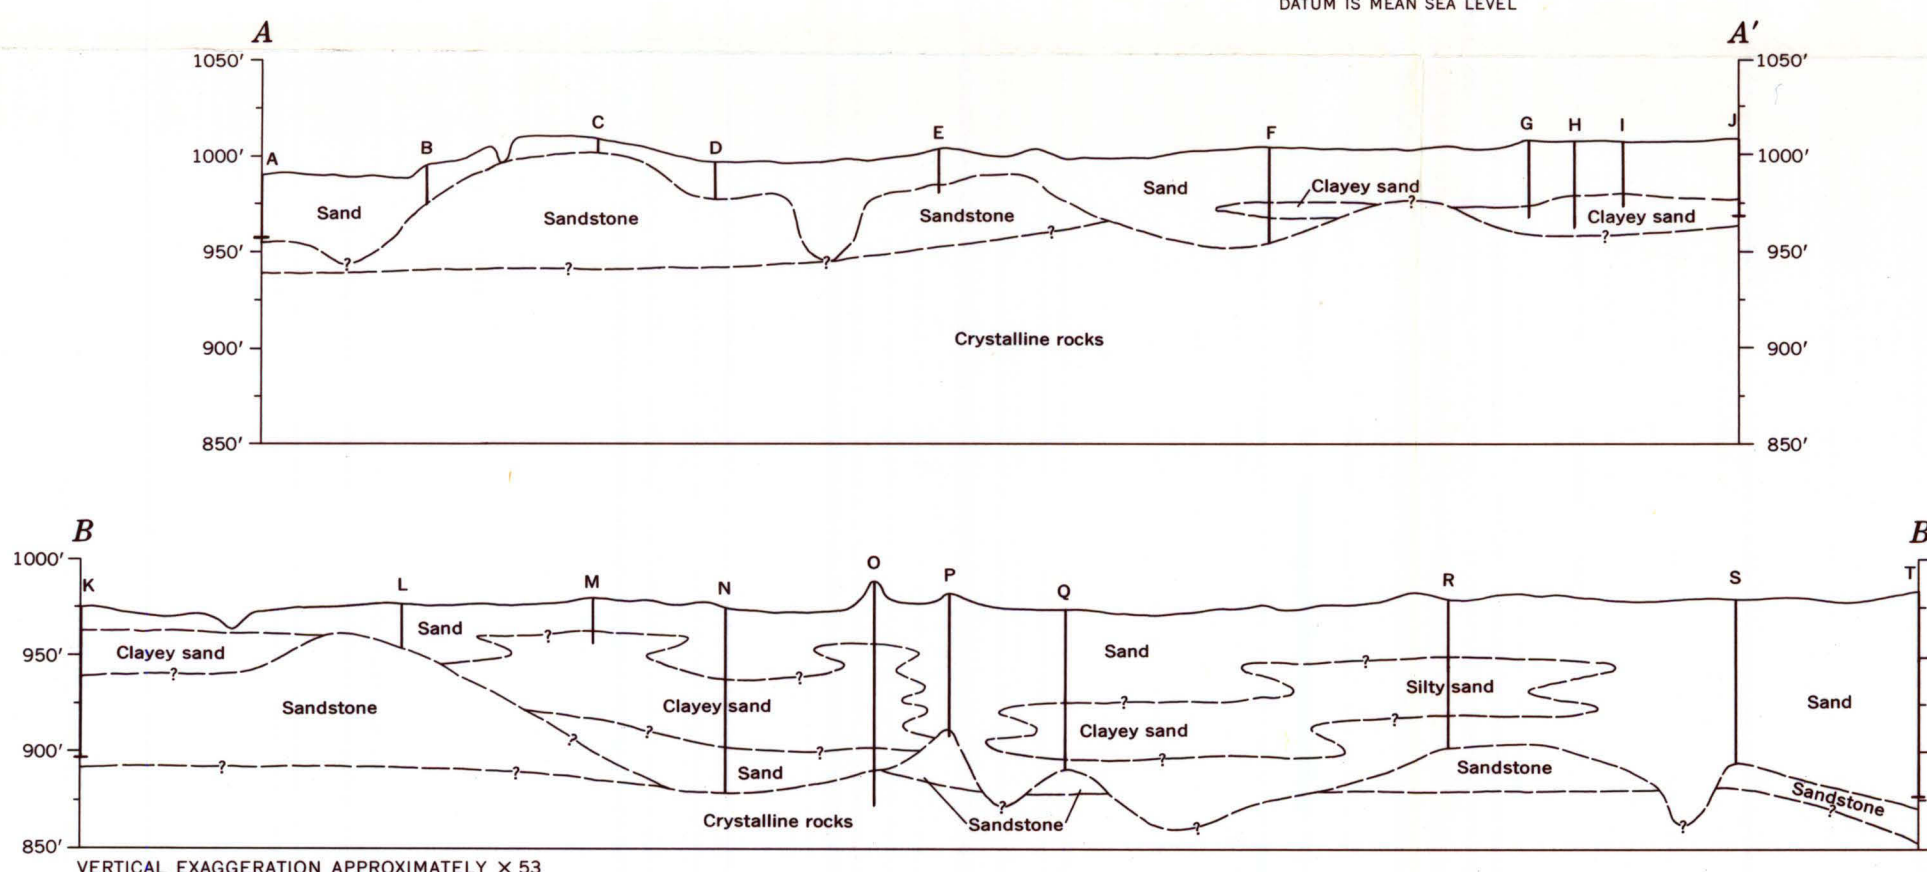 DATUM IS MEAN SEA LEVEL
A A′
1050′ 1050′
A B C D E F G H I J
1000′ 1000′
Sand Clayey sand
Sand Sandstone Sandstone Clayey sand
? ? ? ? ? ?
950′ 950′
Crystalline rocks
900′ 900′
850′ 850′
B B
1000′
K L M N O P Q R S T
Sand
950′ Clayey sand ? ? ? Sand ?
Sandstone Clayey sand ? Silty sand Sand
? ? Clayey sand ?
900′ ? ? ? ? Sand ? Sandstone
Sandstone
Crystalline rocks Sandstone ? ? ? ?
850′
VERTICAL EXAGGERATION APPROXIMATELY × 53